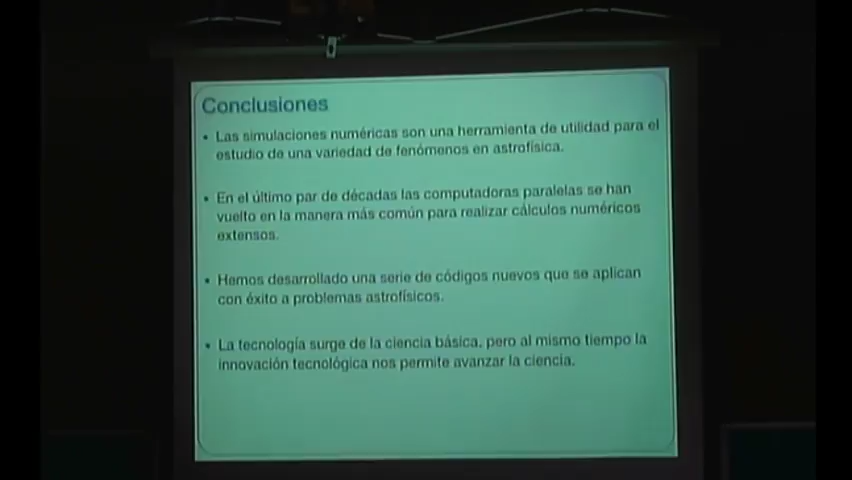 Conclusiones
• Las simulaciones numéricas son una herramienta de utilidad para el
estudio de una variedad de fenómenos en astrofísica.
• En el último par de décadas las computadoras paralelas se han
vuelto en la manera más común para realizar cálculos numéricos
extensos.
• Hemos desarrollado una serie de códigos nuevos que se aplican
con éxito a problemas astrofísicos.
• La tecnología surge de la ciencia básica, pero al mismo tiempo la
innovación tecnológica nos permite avanzar la ciencia.